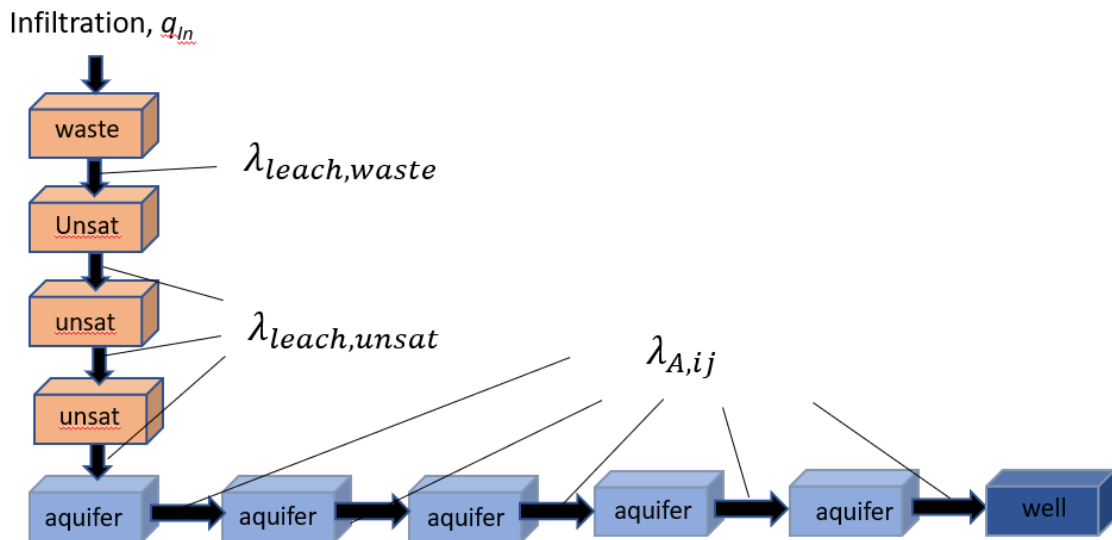 Infiltration, q_In
waste
λ_leach,waste
Unsat
unsat
λ_leach,unsat
λ_A,ij
unsat
aquifer aquifer aquifer aquifer aquifer well